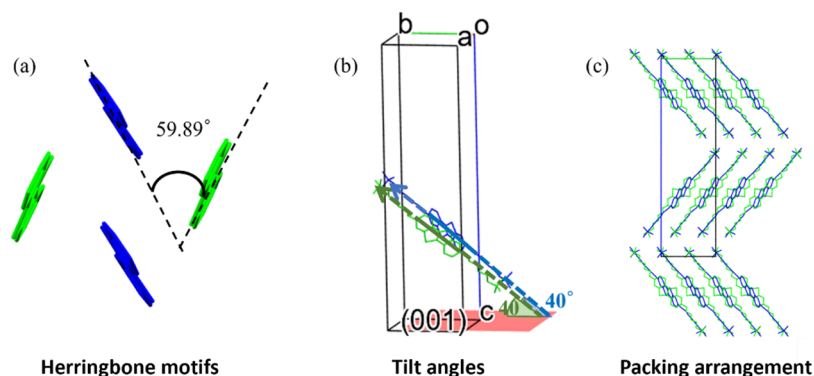 (a)
59.89°
Herringbone motifs
(b)
b
a
o
40
40°
(001)
c
Tilt angles
(c)
Packing arrangement